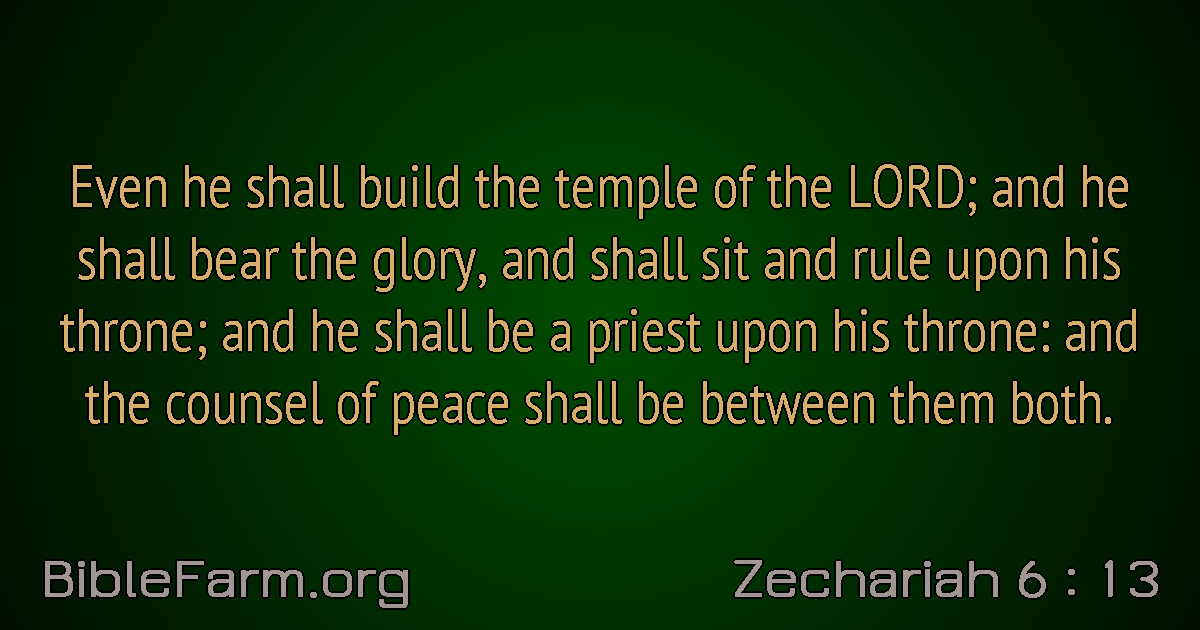 Even he shall build the temple of the LORD; and he
shall bear the glory, and shall sit and rule upon his
throne; and he shall be a priest upon his throne: and
the counsel of peace shall be between them both.
BibleFarm.org
Zechariah 6 : 13